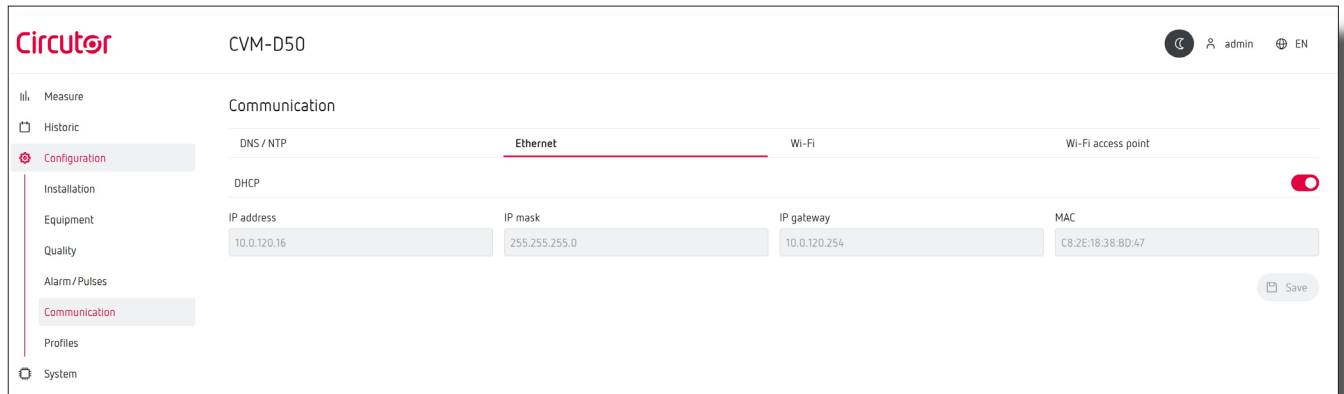 Circutor
CVM-D50
admin
EN
Measure
Historic
Configuration
Installation
Equipment
Quality
Alarm/Pulses
Communication
Profiles
System
Communication
DNS / NTP
Ethernet
Wi-Fi
Wi-Fi access point
DHCP
IP address
IP mask
IP gateway
MAC
10.0.120.16
255.255.255.0
10.0.120.254
C8:2E:18:38:BD:47
Save